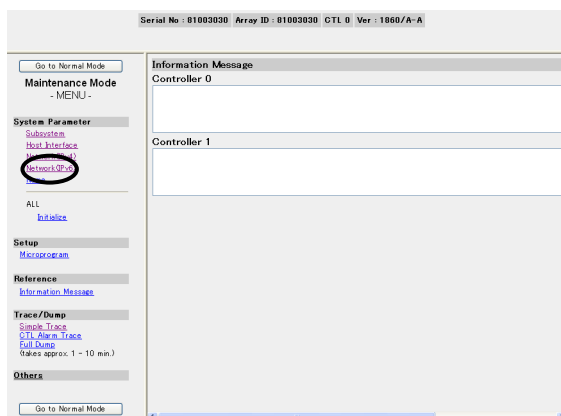 Serial No : 81003030 Array ID : 81003030 CTL 0 Ver : 1860/A-A
Go to Normal Mode
Maintenance Mode
- MENU -
System Parameter
Subsystem
Host Interface
Network(IPv6
ALL
Initialize
Setup
Microprogram
Reference
Information Message
Trace/Dump
Simple Trace
CTL Alarm Trace
Full Dump
(takes approx. 1 - 10 min.)
Others
Go to Normal Mode
Information Message
Controller 0
Controller 1